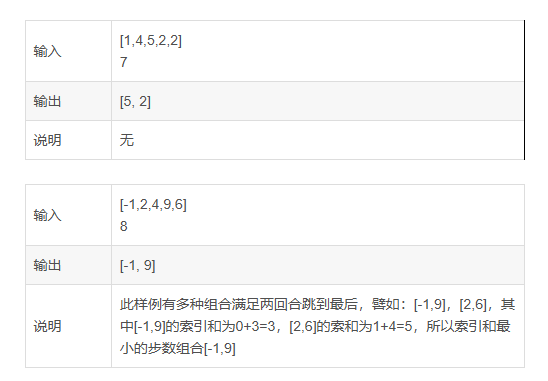 输入
[1,4,5,2,2]
7
输出
[5, 2]
说明
无
输入
[-1,2,4,9,6]
8
输出
[-1, 9]
说明
此样例有多种组合满足两回合跳到最后，譬如：[-1,9]，[2,6]，其
中[-1,9]的索引和为0+3=3，[2,6]的索和为1+4=5，所以索引和最
小的步数组合[-1,9]